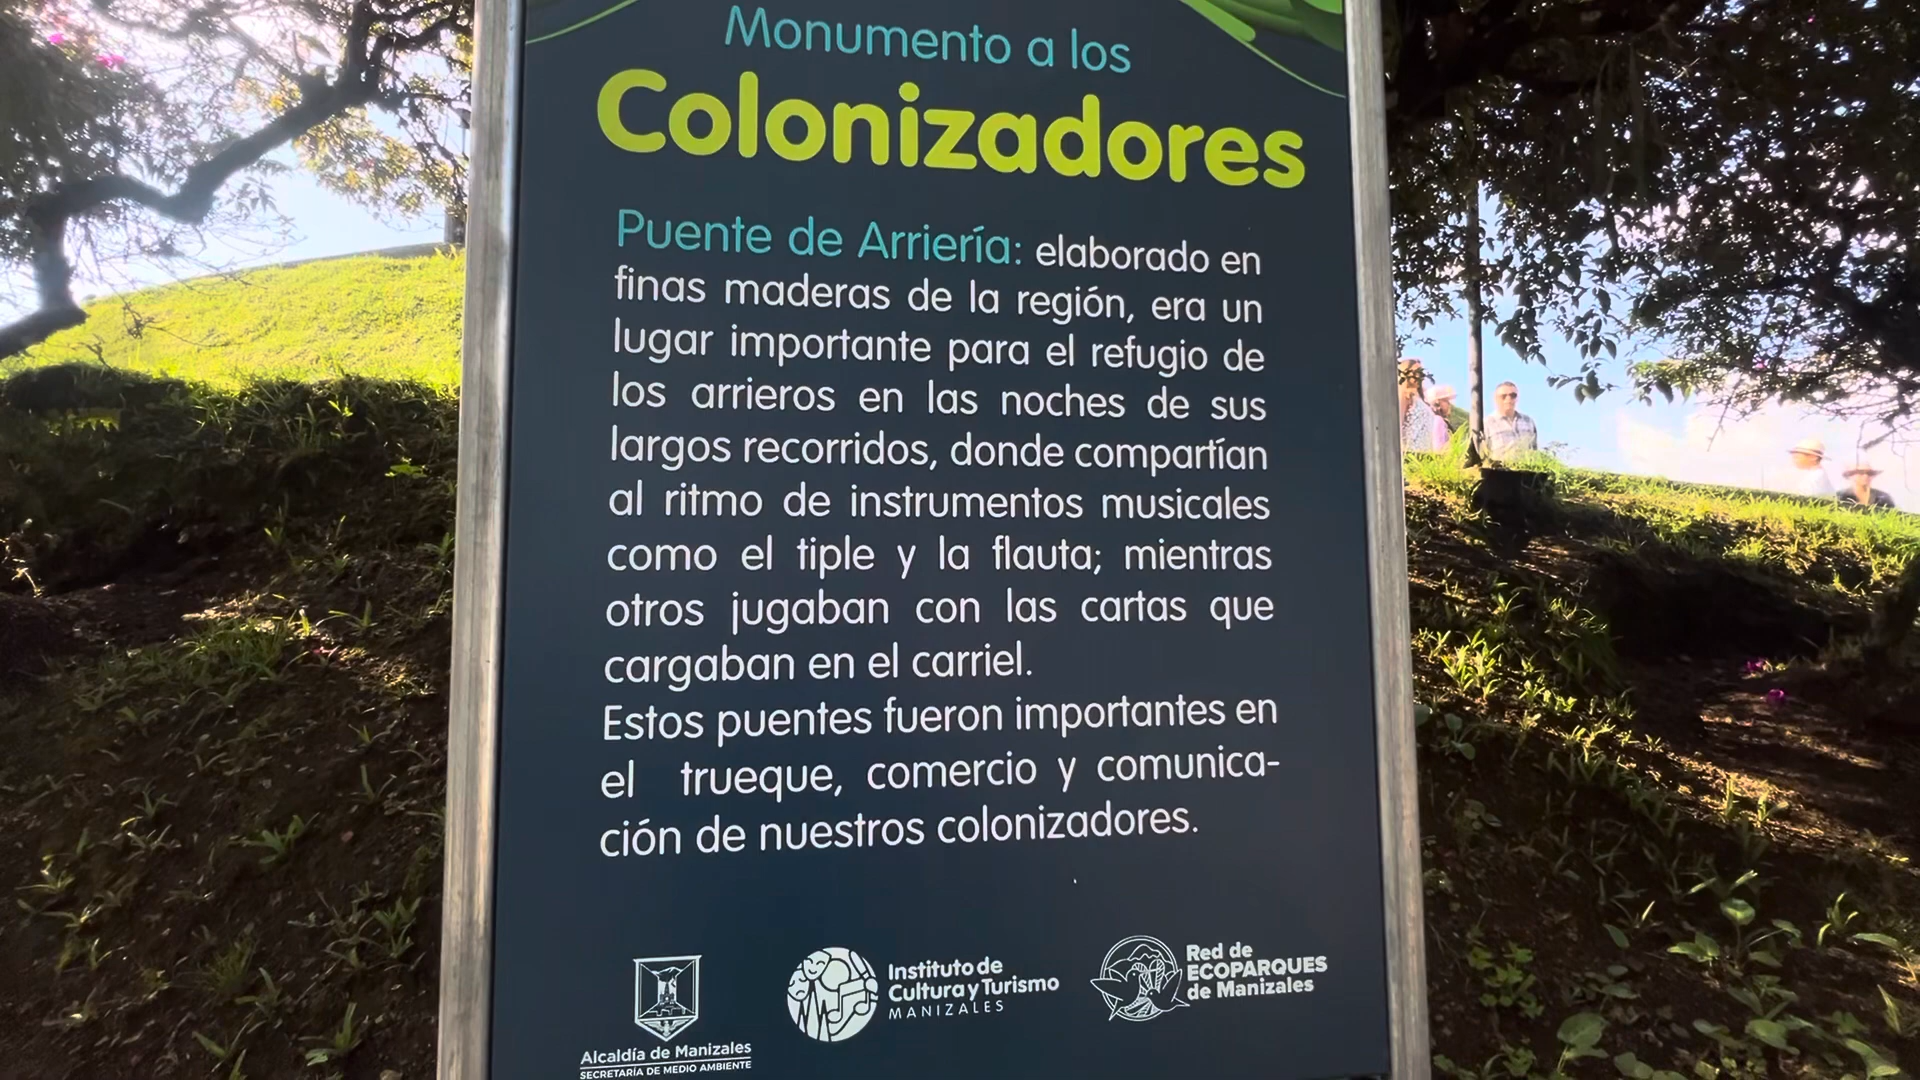 Monumento a los
Colonizadores
Puente de Arriería: elaborado en
finas maderas de la región, era un
lugar importante para el refugio de
los arrieros en las noches de sus
largos recorridos, donde compartían
al ritmo de instrumentos musicales
como el tiple y la flauta; mientras
otros jugaban con las cartas que
cargaban en el carriel.
Estos puentes fueron importantes en
el trueque, comercio y comunica-
ción de nuestros colonizadores.
Alcaldía de Manizales
SECRETARÍA DE MEDIO AMBIENTE
Instituto de
Cultura y Turismo
MANIZALES
Red de
ECOPARQUES
de Manizales